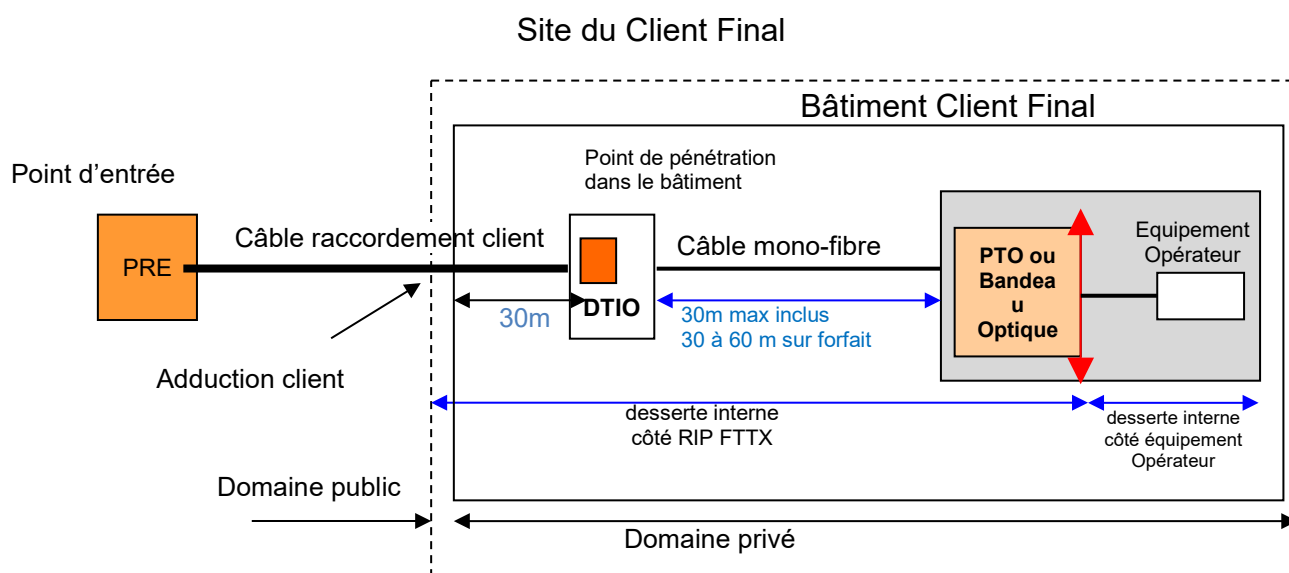 Site du Client Final
Bâtiment Client Final
Point d'entrée
Point de pénétration
dans le bâtiment
PRE
Câble raccordement client
DTIO
Câble mono-fibre
PTO ou
Bandea
u
Optique
Equipement
Opérateur
30m
30m max inclus
30 à 60 m sur forfait
Adduction client
desserte interne
côté RIP FTTX
desserte interne
côté équipement
Opérateur
Domaine public
Domaine privé